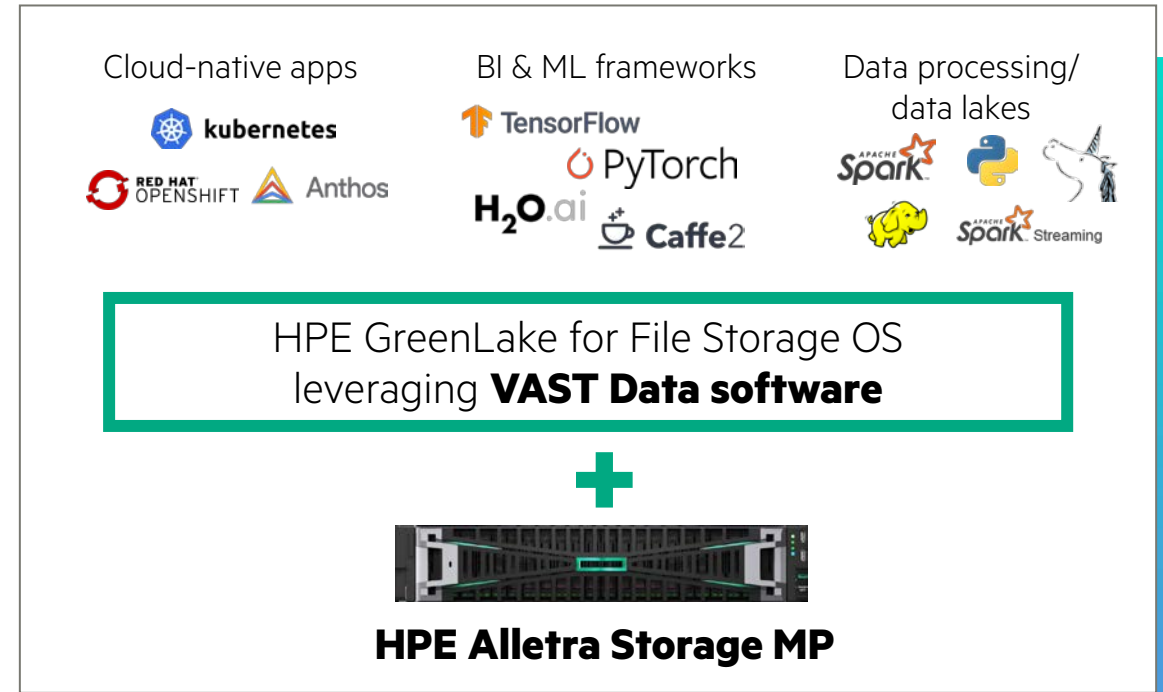 Cloud-native apps
kubernetes
RED HAT
OPENSHIFT
Anthos
BI & ML frameworks
TensorFlow
PyTorch
H2O.ai
Caffe2
Data processing/
data lakes
APACHE
Spark
APACHE
Spark Streaming
HPE GreenLake for File Storage OS
leveraging VAST Data software
HPE Alletra Storage MP